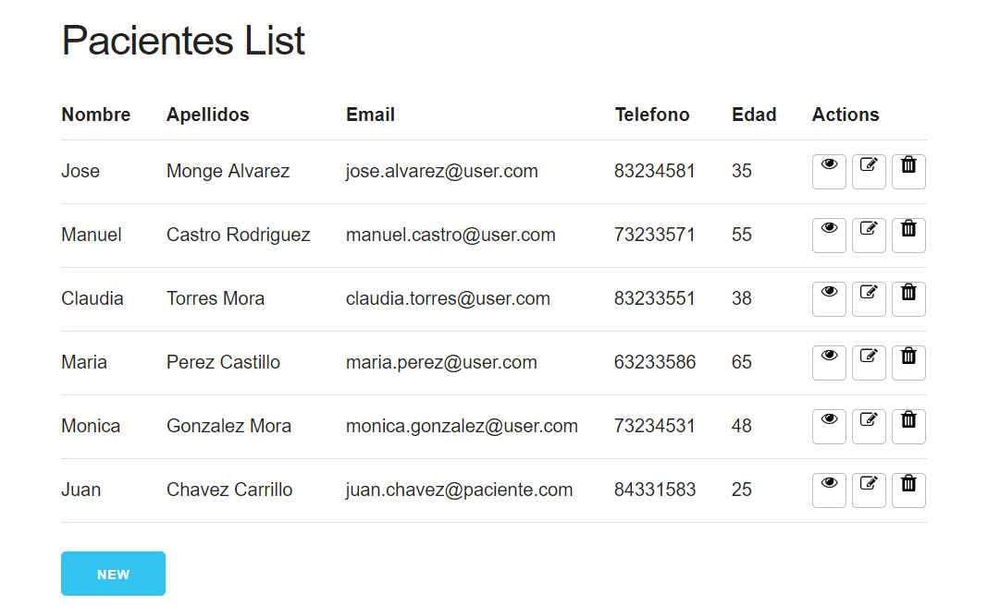 Pacientes List
Nombre Apellidos Email Telefono Edad Actions
Jose Monge Alvarez jose.alvarez@user.com 83234581 35
Manuel Castro Rodriguez manuel.castro@user.com 73233571 55
Claudia Torres Mora claudia.torres@user.com 83233551 38
Maria Perez Castillo maria.perez@user.com 63233586 65
Monica Gonzalez Mora monica.gonzalez@user.com 73234531 48
Juan Chavez Carrillo juan.chavez@paciente.com 84331583 25
NEW